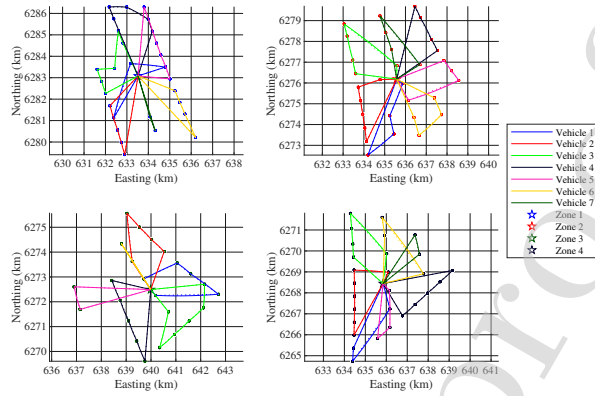 6286
6285
6284
6283
6282
6281
6280
Northing (km)
630 631 632 633 634 635 636 637 638
Easting (km)
6279
6278
6277
6276
6275
6274
6273
Northing (km)
632 633 634 635 636 637 638 639 640
Easting (km)
Vehicle 1
Vehicle 2
Vehicle 3
Vehicle 4
Vehicle 5
Vehicle 6
Vehicle 7
Zone 1
Zone 2
Zone 3
Zone 4
6275
6274
6273
6272
6271
6270
Northing (km)
636 637 638 639 640 641 642 643
Easting (km)
6271
6270
6269
6268
6267
6266
6265
Northing (km)
633 634 635 636 637 638 639 640 641
Easting (km)
pro